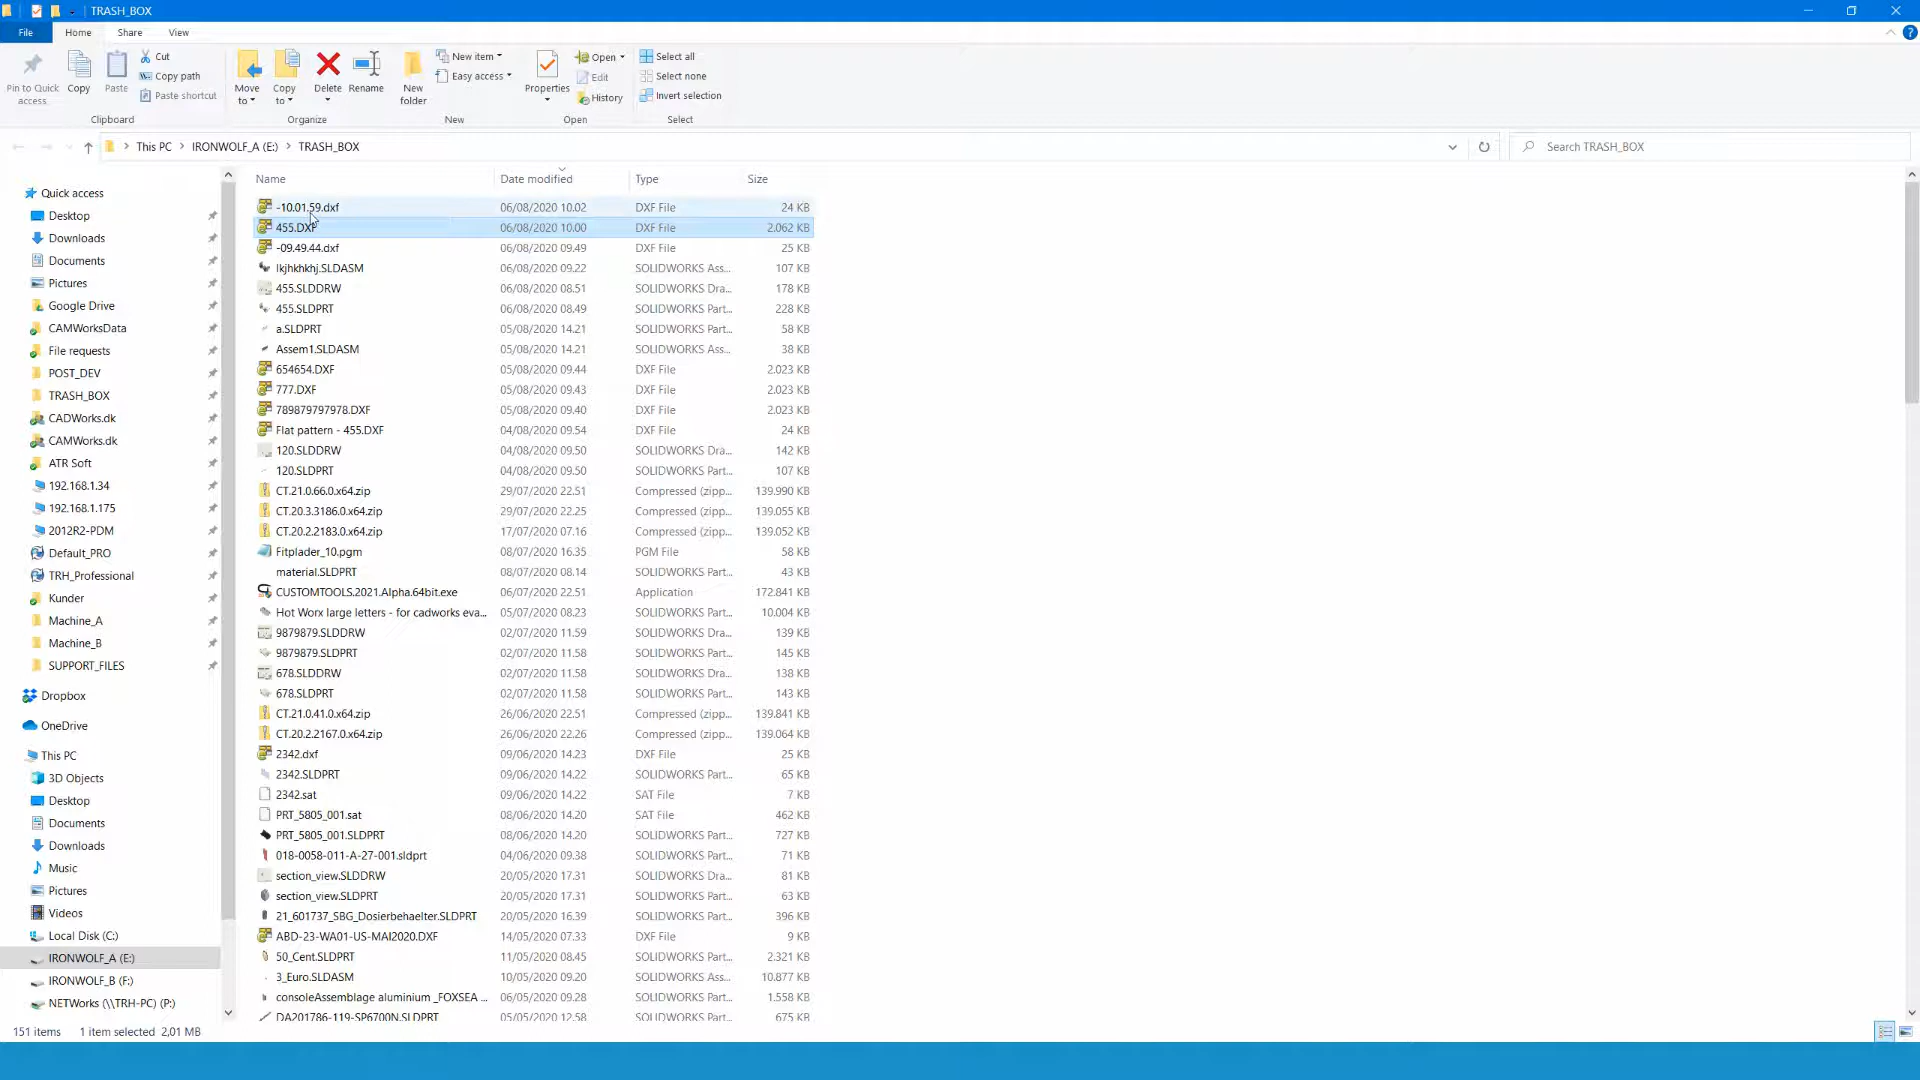 TRASH_BOX
File Home Share View
Pin to Quick access
Copy
Paste
Cut
Copy path
Paste shortcut
Clipboard
Move to
Copy to
Delete
Rename
Organize
New folder
New item
Easy access
New
Properties
Open
Edit
History
Open
Select all
Select none
Invert selection
Select
This PC > IRONWOLF_A (E:) > TRASH_BOX
Search TRASH_BOX
Quick access
Desktop
Downloads
Documents
Pictures
Google Drive
CAMWorksData
File requests
POST_DEV
TRASH_BOX
CADWorks.dk
CAMWorks.dk
ATR Soft
192.168.1.34
192.168.1.175
2012R2-PDM
Default_PRO
TRH_Professional
Kunder
Machine_A
Machine_B
SUPPORT_FILES
Dropbox
OneDrive
This PC
3D Objects
Desktop
Documents
Downloads
Music
Pictures
Videos
Local Disk (C:)
IRONWOLF_A (E:)
IRONWOLF_B (F:)
NETWorks (\\TRH-PC) (P:)
Name Date modified Type Size
-10.01.59.dxf 06/08/2020 10.02 DXF File 24 KB
455.DXF 06/08/2020 10.00 DXF File 2.062 KB
-09.49.44.dxf 06/08/2020 09.49 DXF File 25 KB
lkjhkhkhj.SLDASM 06/08/2020 09.22 SOLIDWORKS Ass... 107 KB
455.SLDDRW 06/08/2020 08.51 SOLIDWORKS Dra... 178 KB
455.SLDPRT 06/08/2020 08.49 SOLIDWORKS Part... 228 KB
a.SLDPRT 05/08/2020 14.21 SOLIDWORKS Part... 58 KB
Assem1.SLDASM 05/08/2020 14.21 SOLIDWORKS Ass... 38 KB
654654.DXF 05/08/2020 09.44 DXF File 2.023 KB
777.DXF 05/08/2020 09.43 DXF File 2.023 KB
789879797978.DXF 05/08/2020 09.40 DXF File 2.023 KB
Flat pattern - 455.DXF 04/08/2020 09.54 DXF File 24 KB
120.SLDDRW 04/08/2020 09.50 SOLIDWORKS Dra... 142 KB
120.SLDPRT 04/08/2020 09.50 SOLIDWORKS Part... 107 KB
CT.21.0.66.0.x64.zip 29/07/2020 22.51 Compressed (zipp... 139.990 KB
CT.20.3.3186.0.x64.zip 29/07/2020 22.25 Compressed (zipp... 139.055 KB
CT.20.2.2183.0.x64.zip 17/07/2020 07.16 Compressed (zipp... 139.052 KB
Fitplader_10.pgm 08/07/2020 16.35 PGM File 58 KB
material.SLDPRT 08/07/2020 08.14 SOLIDWORKS Part... 43 KB
CUSTOMTOOLS.2021.Alpha.64bit.exe 06/07/2020 22.51 Application 172.841 KB
Hot Worx large letters - for cadworks eva... 05/07/2020 08.23 SOLIDWORKS Part... 10.004 KB
9879879.SLDDRW 02/07/2020 11.59 SOLIDWORKS Dra... 139 KB
9879879.SLDPRT 02/07/2020 11.58 SOLIDWORKS Part... 145 KB
678.SLDDRW 02/07/2020 11.58 SOLIDWORKS Dra... 138 KB
678.SLDPRT 02/07/2020 11.58 SOLIDWORKS Part... 143 KB
CT.21.0.41.0.x64.zip 26/06/2020 22.51 Compressed (zipp... 139.841 KB
CT.20.2.2167.0.x64.zip 26/06/2020 22.26 Compressed (zipp... 139.064 KB
2342.dxf 09/06/2020 14.23 DXF File 25 KB
2342.SLDPRT 09/06/2020 14.22 SOLIDWORKS Part... 65 KB
2342.sat 09/06/2020 14.22 SAT File 7 KB
PRT_5805_001.sat 08/06/2020 14.20 SAT File 462 KB
PRT_5805_001.SLDPRT 08/06/2020 14.20 SOLIDWORKS Part... 727 KB
018-0058-011-A-27-001.sldprt 04/06/2020 09.38 SOLIDWORKS Part... 71 KB
section_view.SLDDRW 20/05/2020 17.31 SOLIDWORKS Dra... 81 KB
section_view.SLDPRT 20/05/2020 17.31 SOLIDWORKS Part... 63 KB
21_601737_SBG_Dosierbehaelter.SLDPRT 20/05/2020 16.39 SOLIDWORKS Part... 396 KB
ABD-23-WA01-US-MAI2020.DXF 14/05/2020 07.33 DXF File 9 KB
50_Cent.SLDPRT 11/05/2020 08.45 SOLIDWORKS Part... 2.321 KB
3_Euro.SLDASM 10/05/2020 09.20 SOLIDWORKS Ass... 10.877 KB
consoleAssemblage aluminium _FOXSEA ... 06/05/2020 09.28 SOLIDWORKS Part... 1.558 KB
DA201786-119-SP6700N.SLDPRT 05/05/2020 12.58 SOLIDWORKS Part... 675 KB
151 items 1 item selected 2,01 MB